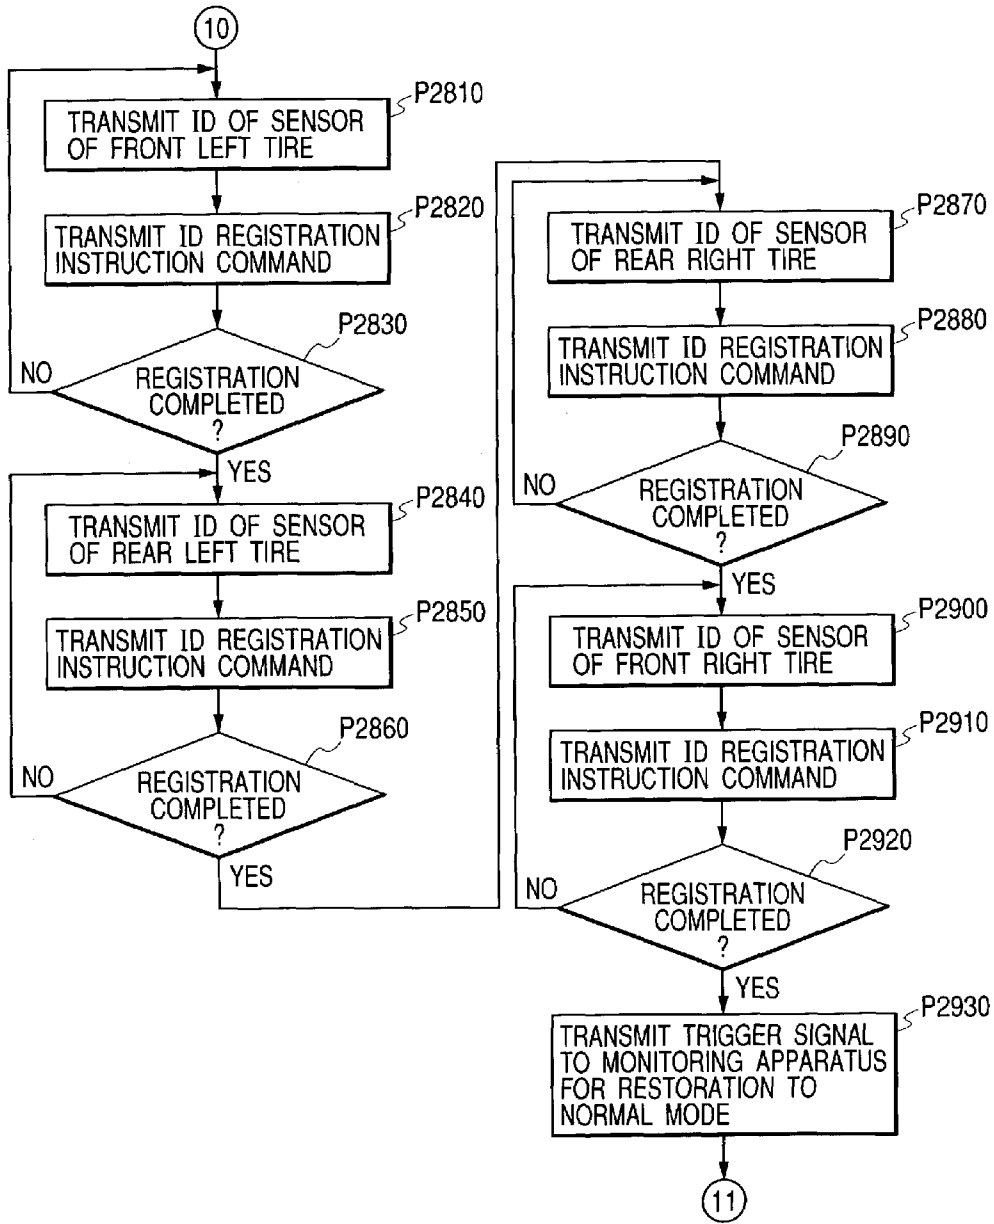 10
P2810
TRANSMIT ID OF SENSOR
OF FRONT LEFT TIRE
P2820
TRANSMIT ID REGISTRATION
INSTRUCTION COMMAND
P2830
NO
REGISTRATION
COMPLETED
?
YES
P2840
TRANSMIT ID OF SENSOR
OF REAR LEFT TIRE
P2850
TRANSMIT ID REGISTRATION
INSTRUCTION COMMAND
P2860
NO
REGISTRATION
COMPLETED
?
YES
P2870
TRANSMIT ID OF SENSOR
OF REAR RIGHT TIRE
P2880
TRANSMIT ID REGISTRATION
INSTRUCTION COMMAND
P2890
NO
REGISTRATION
COMPLETED
?
YES
P2900
TRANSMIT ID OF SENSOR
OF FRONT RIGHT TIRE
P2910
TRANSMIT ID REGISTRATION
INSTRUCTION COMMAND
P2920
NO
REGISTRATION
COMPLETED
?
YES
P2930
TRANSMIT TRIGGER SIGNAL
TO MONITORING APPARATUS
FOR RESTORATION TO
NORMAL MODE
11